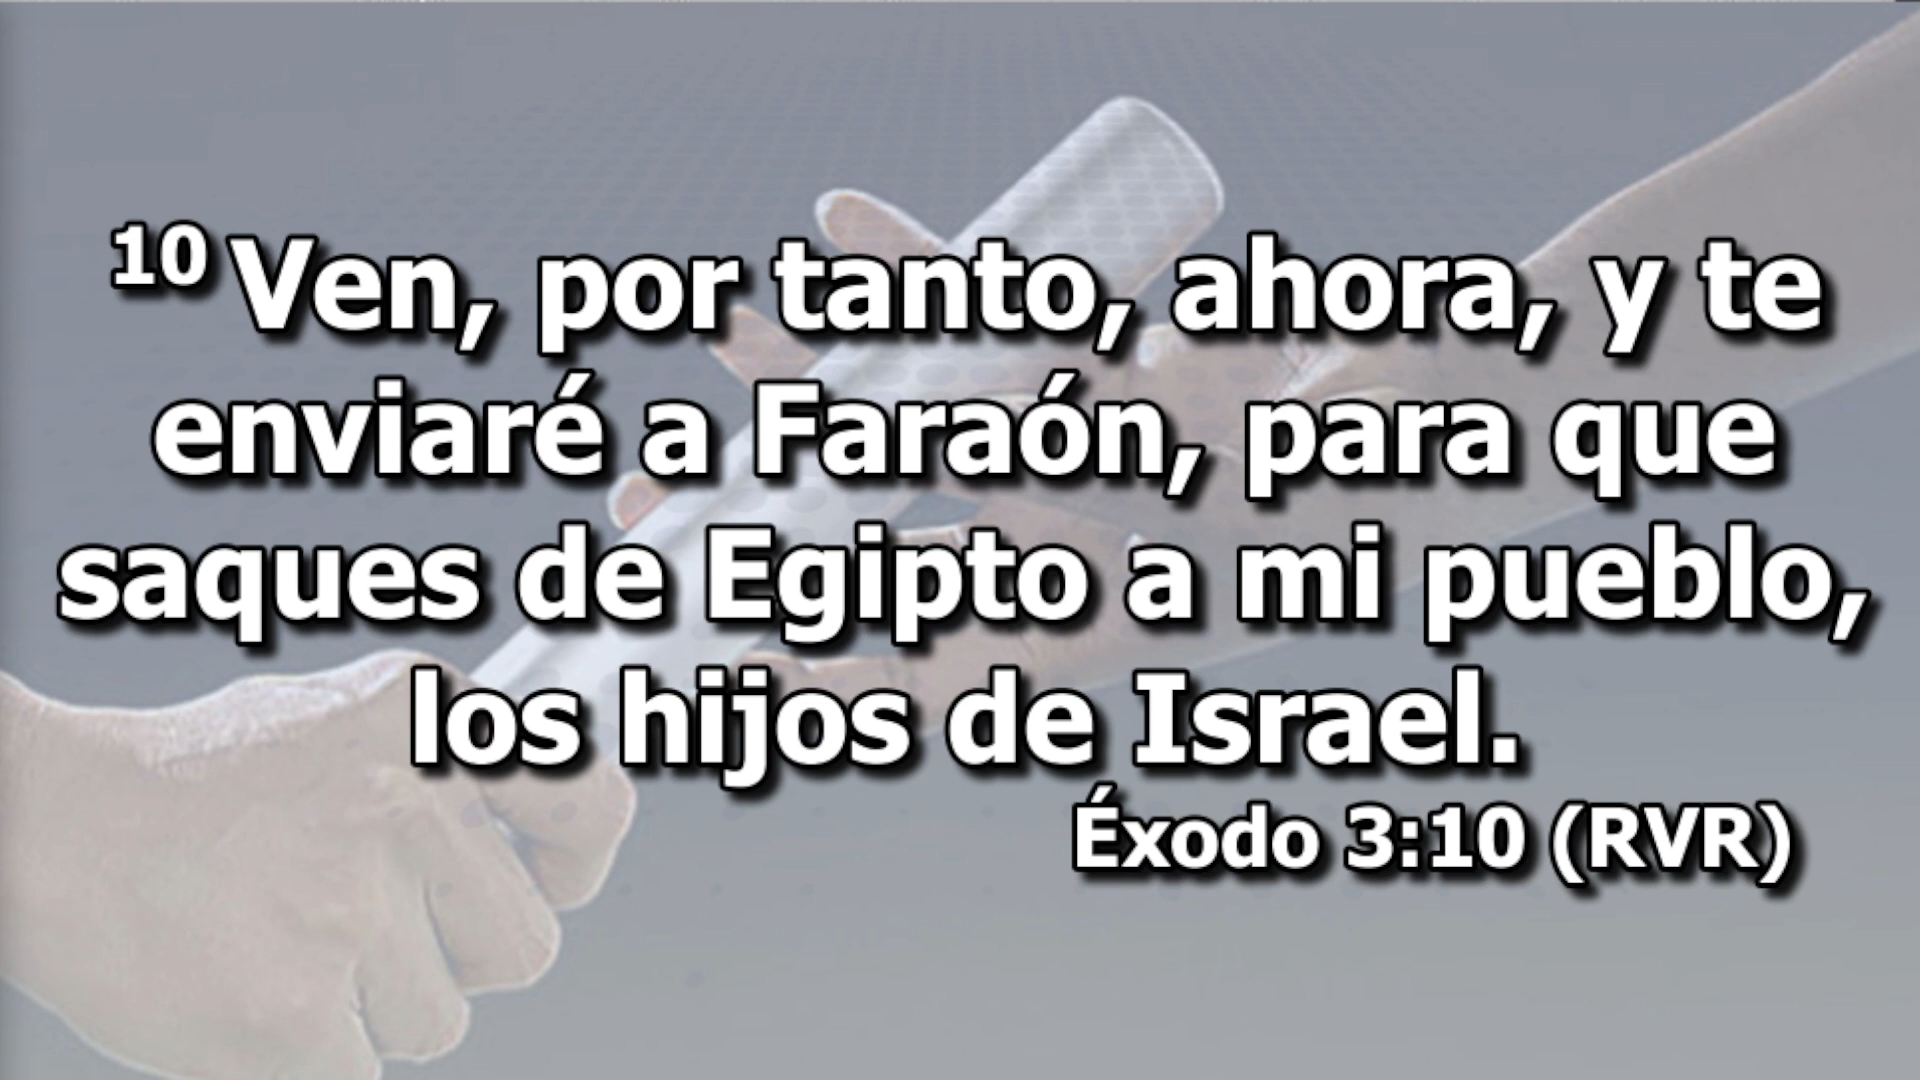 10 Ven, por tanto, ahora, y te
enviaré a Faraón, para que
saques de Egipto a mi pueblo,
los hijos de Israel.
Éxodo 3:10 (RVR)